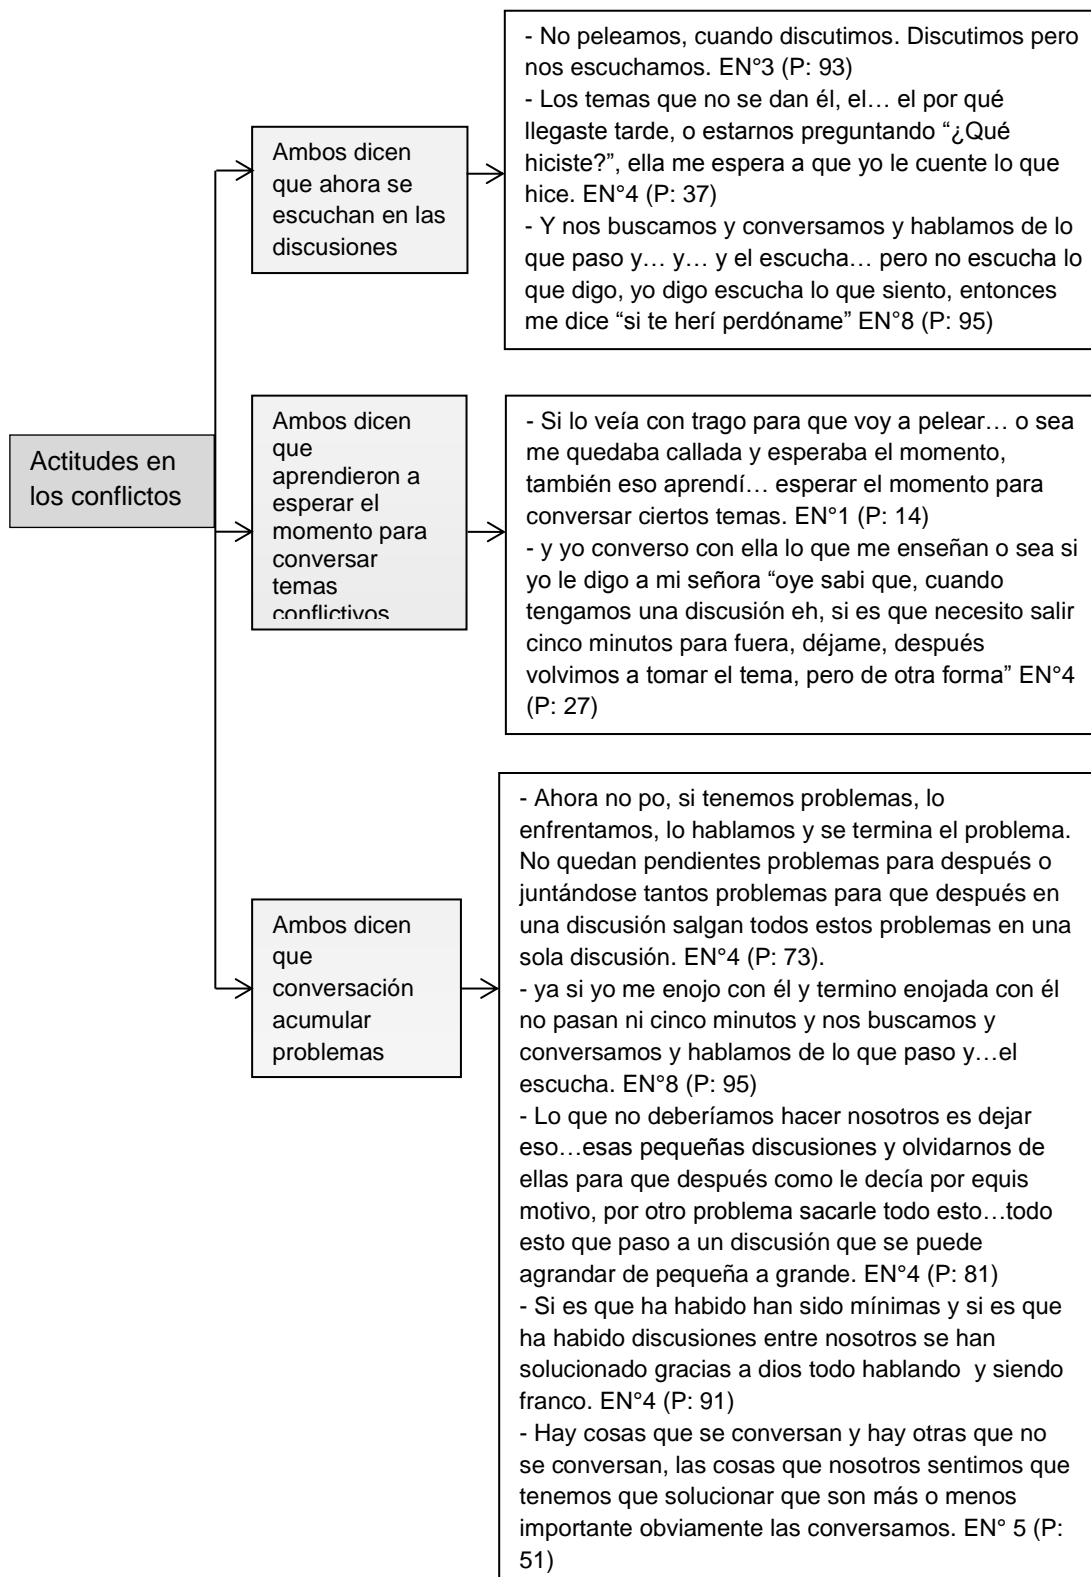 Actitudes en
los conflictos
Ambos dicen
que ahora se
escuchan en las
discusiones
- No peleamos, cuando discutimos. Discutimos pero
nos escuchamos. EN°3 (P: 93)
- Los temas que no se dan él, el… el por qué
llegaste tarde, o estarnos preguntando “¿Qué
hiciste?”, ella me espera a que yo le cuente lo que
hice. EN°4 (P: 37)
- Y nos buscamos y conversamos y hablamos de lo
que paso y… y… y el escucha… pero no escucha lo
que digo, yo digo escucha lo que siento, entonces
me dice “si te herí perdóname” EN°8 (P: 95)
Ambos dicen
que
aprendieron a
esperar el
momento para
conversar
temas
conflictivos
- Si lo veía con trago para que voy a pelear… o sea
me quedaba callada y esperaba el momento,
también eso aprendí… esperar el momento para
conversar ciertos temas. EN°1 (P: 14)
- y yo converso con ella lo que me enseñan o sea si
yo le digo a mi señora “oye sabi que, cuando
tengamos una discusión eh, si es que necesito salir
cinco minutos para fuera, déjame, después
volvimos a tomar el tema, pero de otra forma” EN°4
(P: 27)
Ambos dicen
que
conversación
acumular
problemas
- Ahora no po, si tenemos problemas, lo
enfrentamos, lo hablamos y se termina el problema.
No quedan pendientes problemas para después o
juntándose tantos problemas para que después en
una discusión salgan todos estos problemas en una
sola discusión. EN°4 (P: 73).
- ya si yo me enojo con él y termino enojada con él
no pasan ni cinco minutos y nos buscamos y
conversamos y hablamos de lo que paso y…el
escucha. EN°8 (P: 95)
- Lo que no deberíamos hacer nosotros es dejar
eso…esas pequeñas discusiones y olvidarnos de
ellas para que después como le decía por equis
motivo, por otro problema sacarle todo esto…todo
esto que paso a un discusión que se puede
agrandar de pequeña a grande. EN°4 (P: 81)
- Si es que ha habido han sido mínimas y si es que
ha habido discusiones entre nosotros se han
solucionado gracias a dios todo hablando y siendo
franco. EN°4 (P: 91)
- Hay cosas que se conversan y hay otras que no
se conversan, las cosas que nosotros sentimos que
tenemos que solucionar que son más o menos
importante obviamente las conversamos. EN° 5 (P:
51)